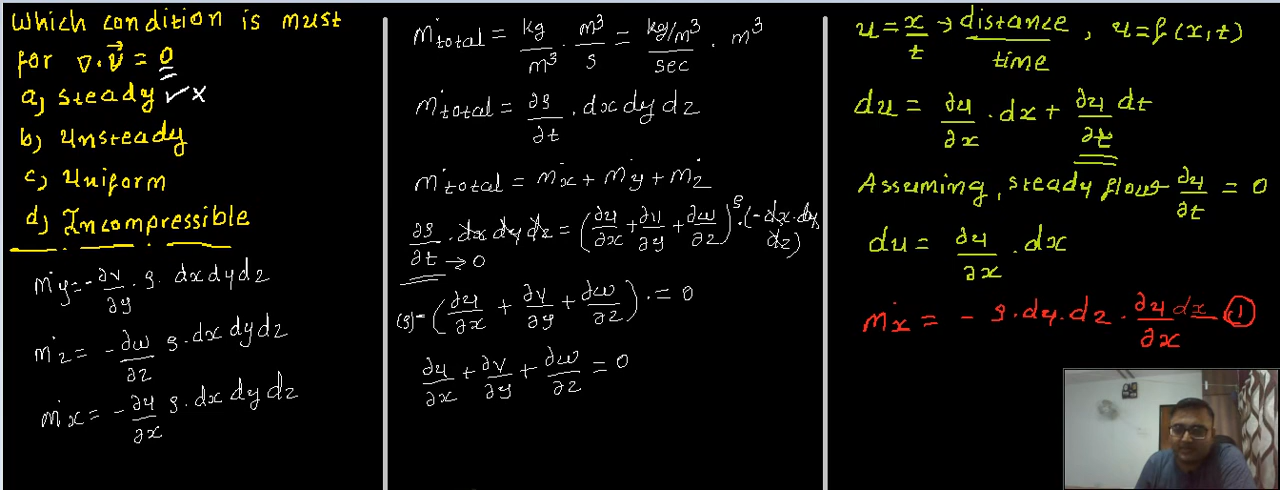 Which condition is must
for ∇·v⃗ = 0
a) steady ✓ x
b) Unsteady
c) Uniform
d) Incompressible
ṁy = -∂v/∂y · ρ · dx dy dz
ṁz = -∂w/∂z ρ · dx dy dz
ṁx = -∂u/∂x ρ · dx dy dz
ṁtotal = kg/m³ · m³/s = kg/m³/sec · m³
ṁtotal = ∂ρ/∂t · dx dy dz
ṁtotal = ṁx + ṁy + ṁz
∂ρ/∂t · dx dy dz = (∂u/∂x + ∂v/∂y + ∂w/∂z) ρ · (-dx · dy dz)
→ 0
(ρ) - (∂u/∂x + ∂v/∂y + ∂w/∂z) · = 0
∂u/∂x + ∂v/∂y + ∂w/∂z = 0
u = x/t → distance/time, u = f(x,t)
du = ∂u/∂x · dx + ∂u/∂t dt
Assuming, steady flow ∂u/∂t = 0
du = ∂u/∂x · dx
ṁx = - ρ · dy · dz · ∂u/∂x dx — ①